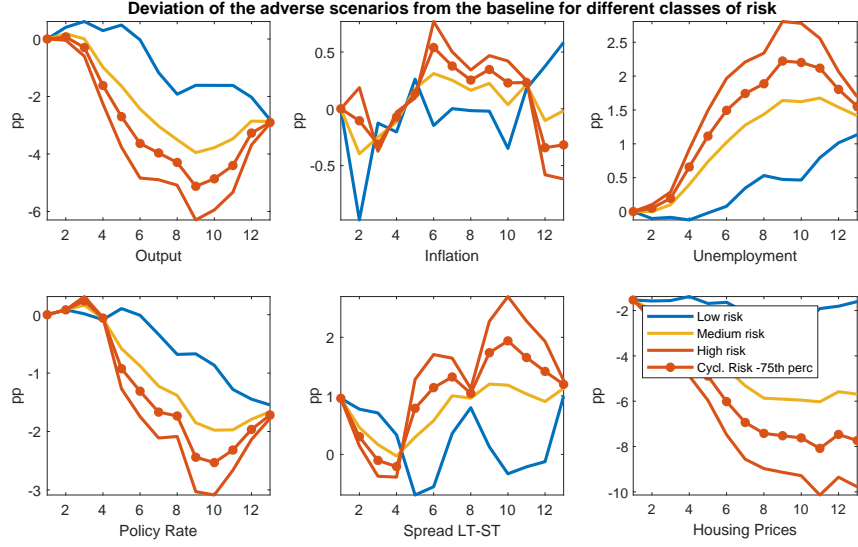 Deviation of the adverse scenarios from the baseline for different classes of risk
pp
0
-2
-4
-6
2 4 6 8 10 12
Output
pp
0.5
0
-0.5
2 4 6 8 10 12
Inflation
pp
2.5
2
1.5
1
0.5
0
2 4 6 8 10 12
Unemployment
pp
0
-1
-2
-3
2 4 6 8 10 12
Policy Rate
pp
2
1
0
2 4 6 8 10 12
Spread LT-ST
pp
-2
-4
-6
-8
-10
2 4 6 8 10 12
Housing Prices
Low risk
Medium risk
High risk
Cycl. Risk -75th perc